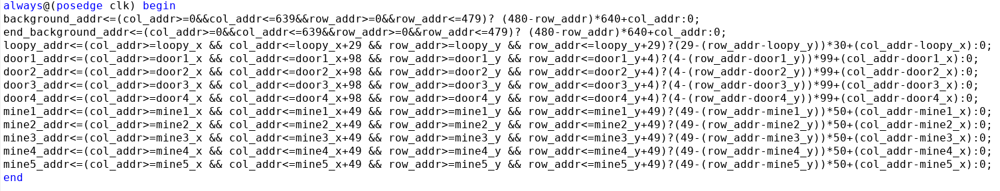 always@(posedge clk) begin
background_addr<=(col_addr>=0&&col_addr<=639&&row_addr>=0&&row_addr<=479)? (480-row_addr)*640+col_addr:0;
end_background_addr<=(col_addr>=0&&col_addr<=639&&row_addr>=0&&row_addr<=479)? (480-row_addr)*640+col_addr:0;
loopy_addr<=(col_addr>=loopy_x && col_addr<=loopy_x+29 && row_addr>=loopy_y && row_addr<=loopy_y+29)?(29-(row_addr-loopy_y))*30+(col_addr-loopy_x):0;
door1_addr<=(col_addr>=door1_x && col_addr<=door1_x+98 && row_addr>=door1_y && row_addr<=door1_y+4)?(4-(row_addr-door1_y))*99+(col_addr-door1_x):0;
door2_addr<=(col_addr>=door2_x && col_addr<=door2_x+98 && row_addr>=door2_y && row_addr<=door2_y+4)?(4-(row_addr-door2_y))*99+(col_addr-door2_x):0;
door3_addr<=(col_addr>=door3_x && col_addr<=door3_x+98 && row_addr>=door3_y && row_addr<=door3_y+4)?(4-(row_addr-door3_y))*99+(col_addr-door3_x):0;
door4_addr<=(col_addr>=door4_x && col_addr<=door4_x+98 && row_addr>=door4_y && row_addr<=door4_y+4)?(4-(row_addr-door4_y))*99+(col_addr-door4_x):0;
mine1_addr<=(col_addr>=mine1_x && col_addr<=mine1_x+49 && row_addr>=mine1_y && row_addr<=mine1_y+49)?(49-(row_addr-mine1_y))*50+(col_addr-mine1_x):0;
mine2_addr<=(col_addr>=mine2_x && col_addr<=mine2_x+49 && row_addr>=mine2_y && row_addr<=mine2_y+49)?(49-(row_addr-mine2_y))*50+(col_addr-mine2_x):0;
mine3_addr<=(col_addr>=mine3_x && col_addr<=mine3_x+49 && row_addr>=mine3_y && row_addr<=mine3_y+49)?(49-(row_addr-mine3_y))*50+(col_addr-mine3_x):0;
mine4_addr<=(col_addr>=mine4_x && col_addr<=mine4_x+49 && row_addr>=mine4_y && row_addr<=mine4_y+49)?(49-(row_addr-mine4_y))*50+(col_addr-mine4_x):0;
mine5_addr<=(col_addr>=mine5_x && col_addr<=mine5_x+49 && row_addr>=mine5_y && row_addr<=mine5_y+49)?(49-(row_addr-mine5_y))*50+(col_addr-mine5_x):0;
end